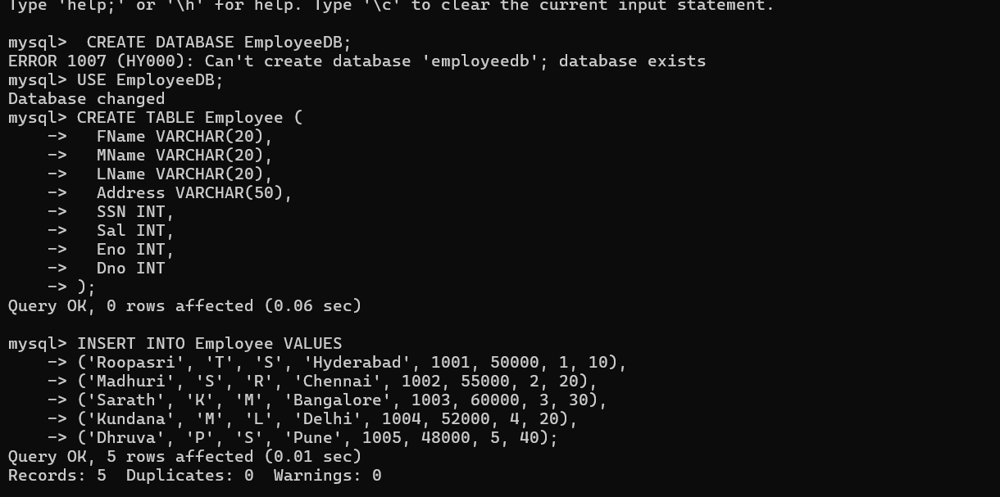 Type 'help;' or '\h' for help. Type '\c' to clear the current input statement.
mysql>  CREATE DATABASE EmployeeDB;
ERROR 1007 (HY000): Can't create database 'employeedb'; database exists
mysql> USE EmployeeDB;
Database changed
mysql> CREATE TABLE Employee (
    ->   FName VARCHAR(20),
    ->   MName VARCHAR(20),
    ->   LName VARCHAR(20),
    ->   Address VARCHAR(50),
    ->   SSN INT,
    ->   Sal INT,
    ->   Eno INT,
    ->   Dno INT
    -> );
Query OK, 0 rows affected (0.06 sec)
mysql> INSERT INTO Employee VALUES
    -> ('Roopasri', 'T', 'S', 'Hyderabad', 1001, 50000, 1, 10),
    -> ('Madhuri', 'S', 'R', 'Chennai', 1002, 55000, 2, 20),
    -> ('Sarath', 'K', 'M', 'Bangalore', 1003, 60000, 3, 30),
    -> ('Kundana', 'M', 'L', 'Delhi', 1004, 52000, 4, 20),
    -> ('Dhruva', 'P', 'S', 'Pune', 1005, 48000, 5, 40);
Query OK, 5 rows affected (0.01 sec)
Records: 5  Duplicates: 0  Warnings: 0